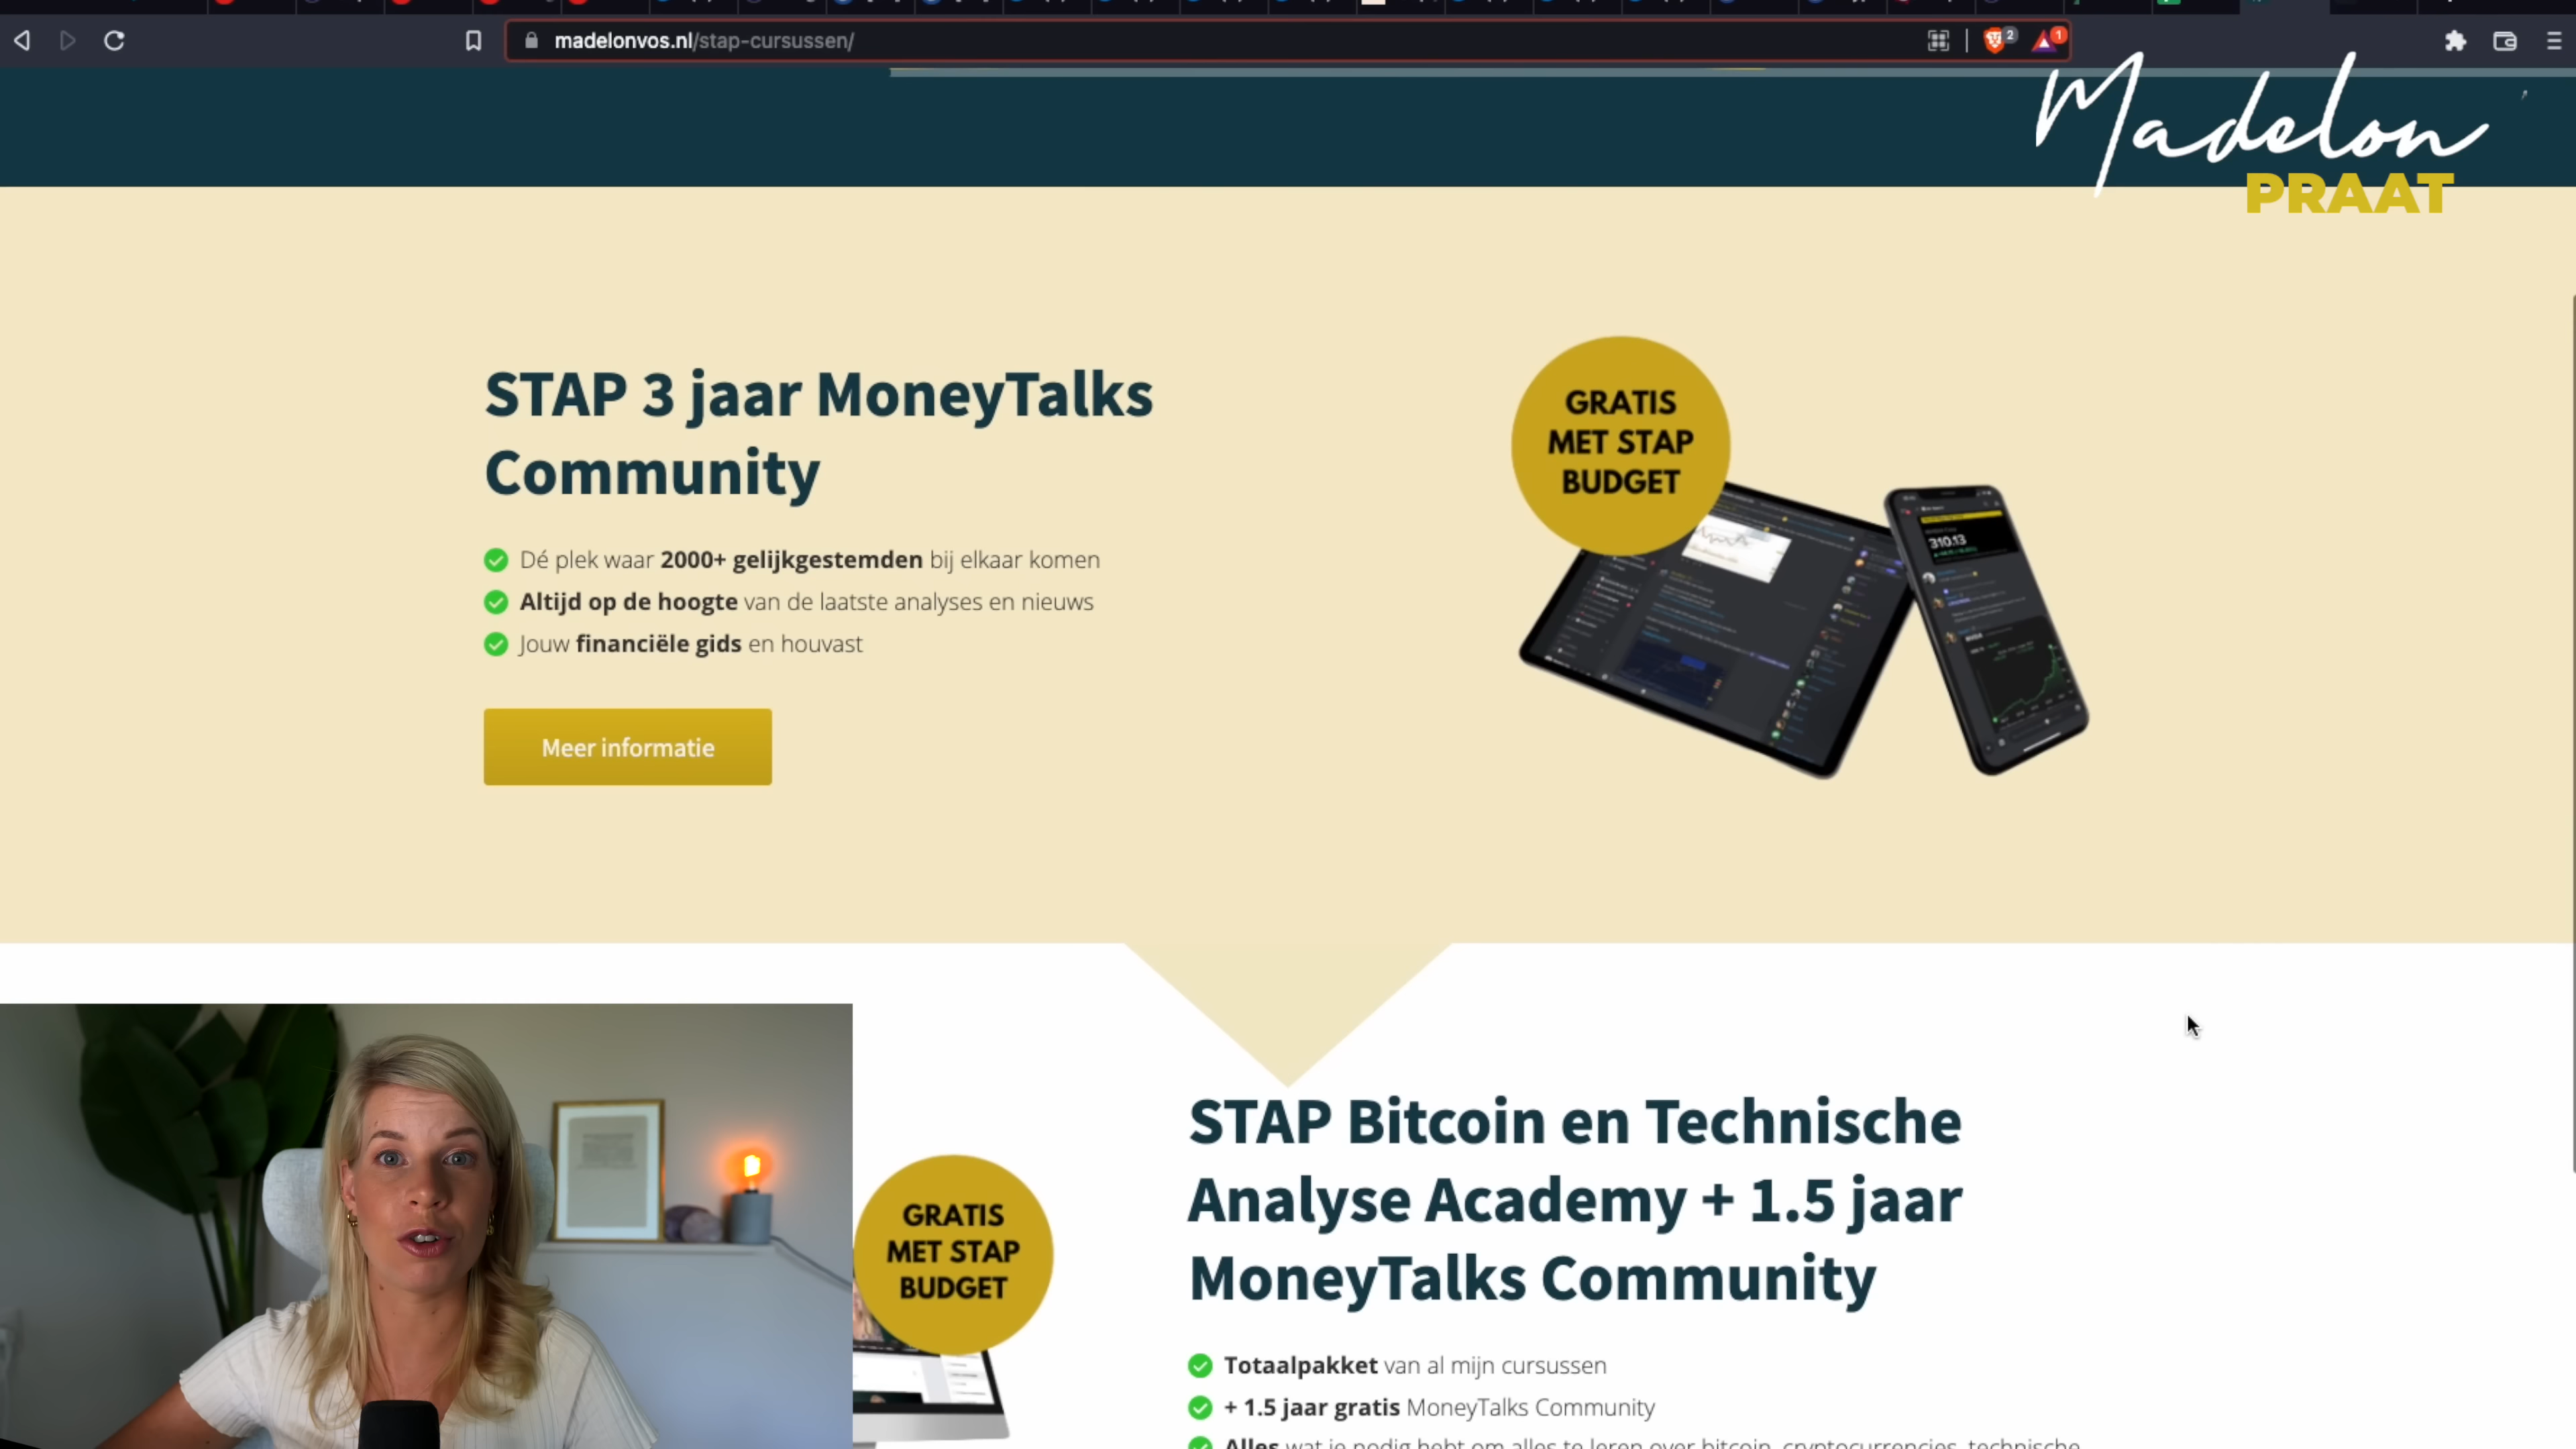 madelonvos.nl/stap-cursussen/
2
1
Madelon
PRAAT
STAP 3 jaar MoneyTalks
Community
Dé plek waar 2000+ gelijkgestemden bij elkaar komen
Altijd op de hoogte van de laatste analyses en nieuws
Jouw financiële gids en houvast
Meer informatie
GRATIS
MET STAP
BUDGET
310.13
GRATIS
MET STAP
BUDGET
STAP Bitcoin en Technische
Analyse Academy + 1.5 jaar
MoneyTalks Community
Totaalpakket van al mijn cursussen
+ 1.5 jaar gratis MoneyTalks Community
Alles wat je nodig hebt om alles te leren over bitcoin, cryptocurrencies, technische